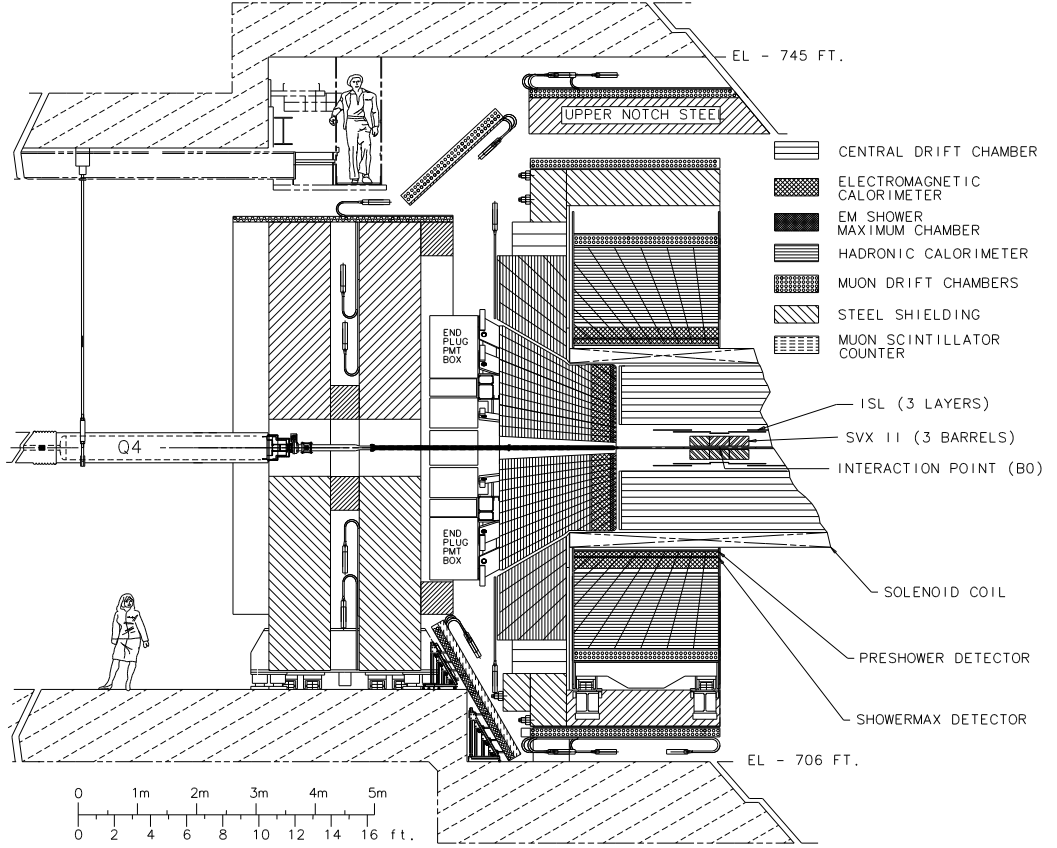 EL - 745 FT.
UPPER NOTCH STEEL
CENTRAL DRIFT CHAMBER
ELECTROMAGNETIC
CALORIMETER
EM SHOWER
MAXIMUM CHAMBER
HADRONIC CALORIMETER
MUON DRIFT CHAMBERS
STEEL SHIELDING
MUON SCINTILLATOR
COUNTER
END
PLUG
PMT
BOX
ISL (3 LAYERS)
SVX II (3 BARRELS)
Q4
INTERACTION POINT (B0)
END
PLUG
PMT
BOX
SOLENOID COIL
PRESHOWER DETECTOR
SHOWERMAX DETECTOR
EL - 706 FT.
0 1m 2m 3m 4m 5m
0 2 4 6 8 10 12 14 16 ft.